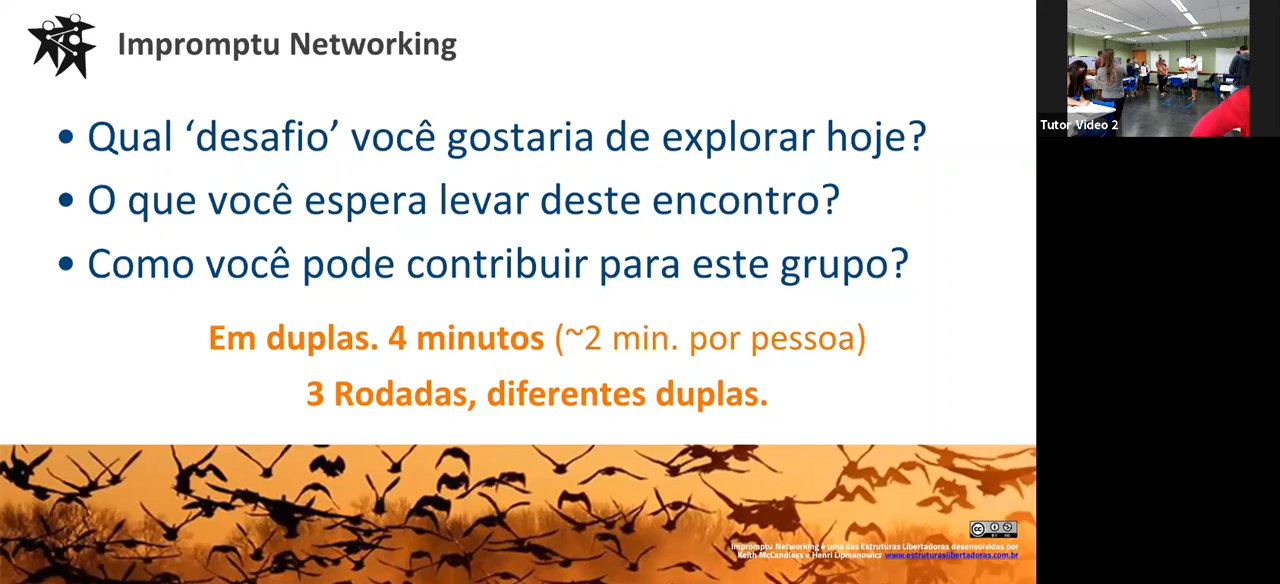 Impromptu Networking
• Qual ‘desafio’ você gostaria de explorar hoje?
• O que você espera levar deste encontro?
• Como você pode contribuir para este grupo?
Em duplas. 4 minutos (~2 min. por pessoa)
3 Rodadas, diferentes duplas.
Tutor Video 2
Impromptu Networking é uma das Estruturas Libertadoras desenvolvidas por
Keith McCandless e Henri Lipmanowicz www.estruturaslibertadoras.com.br